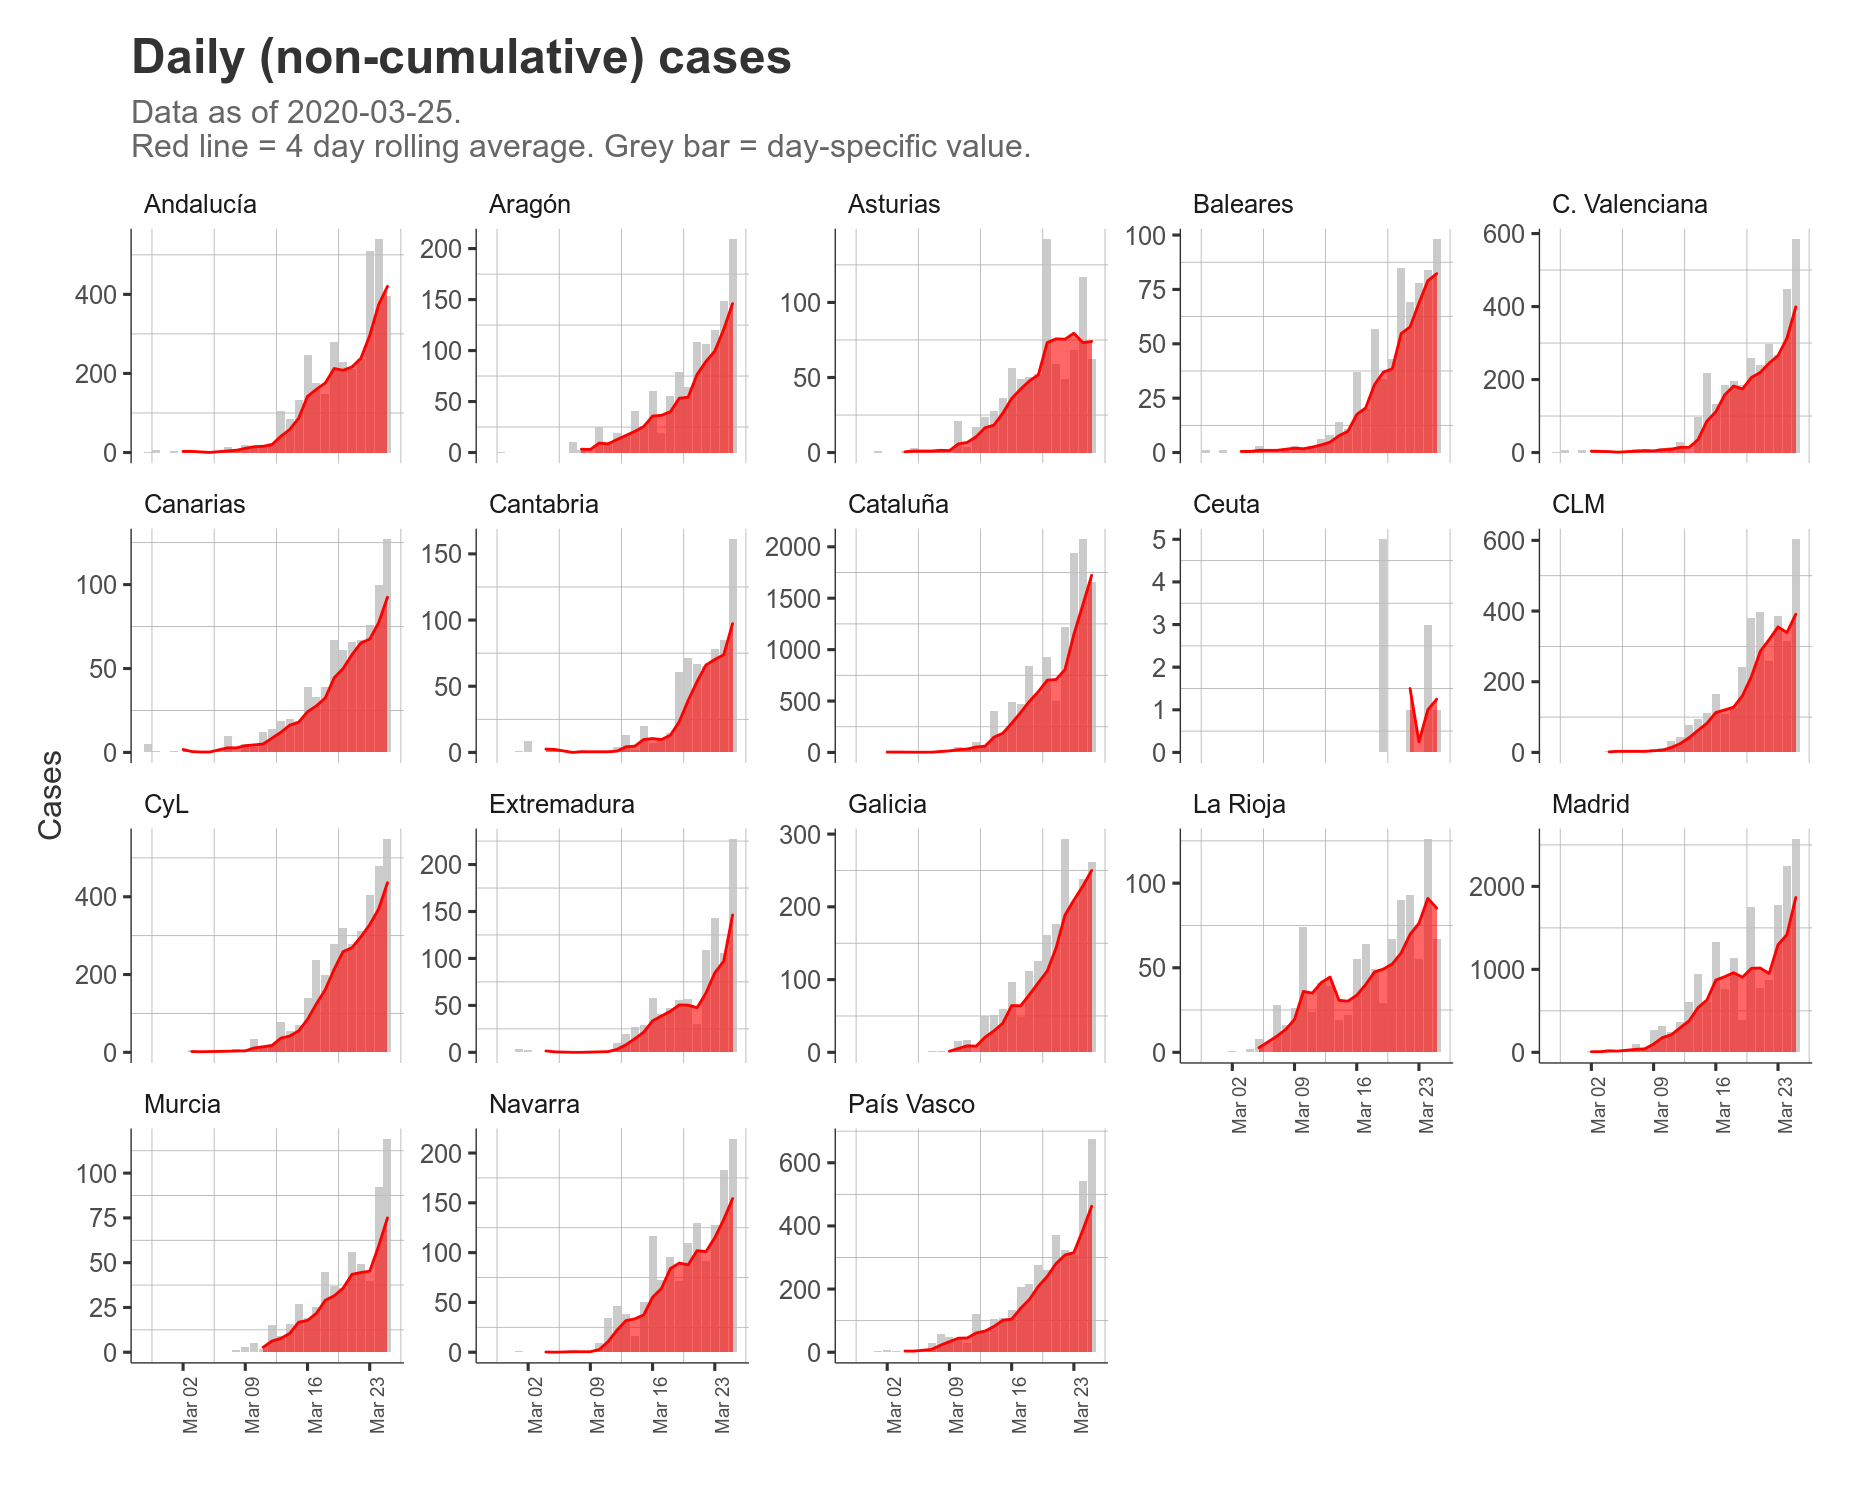 Daily (non-cumulative) cases
Data as of 2020-03-25.
Red line = 4 day rolling average. Grey bar = day-specific value.
Cases
Andalucía
400
200
0
Aragón
200
150
100
50
0
Asturias
100
50
0
Baleares
100
75
50
25
0
C. Valenciana
600
400
200
0
Canarias
100
50
0
Cantabria
150
100
50
0
Cataluña
2000
1500
1000
500
0
Ceuta
5
4
3
2
1
0
CLM
600
400
200
0
CyL
400
200
0
Extremadura
200
150
100
50
0
Galicia
300
200
100
0
La Rioja
100
50
0
Mar 02
Mar 09
Mar 16
Mar 23
Madrid
2000
1000
0
Mar 02
Mar 09
Mar 16
Mar 23
Murcia
100
75
50
25
0
Mar 02
Mar 09
Mar 16
Mar 23
Navarra
200
150
100
50
0
Mar 02
Mar 09
Mar 16
Mar 23
País Vasco
600
400
200
0
Mar 02
Mar 09
Mar 16
Mar 23